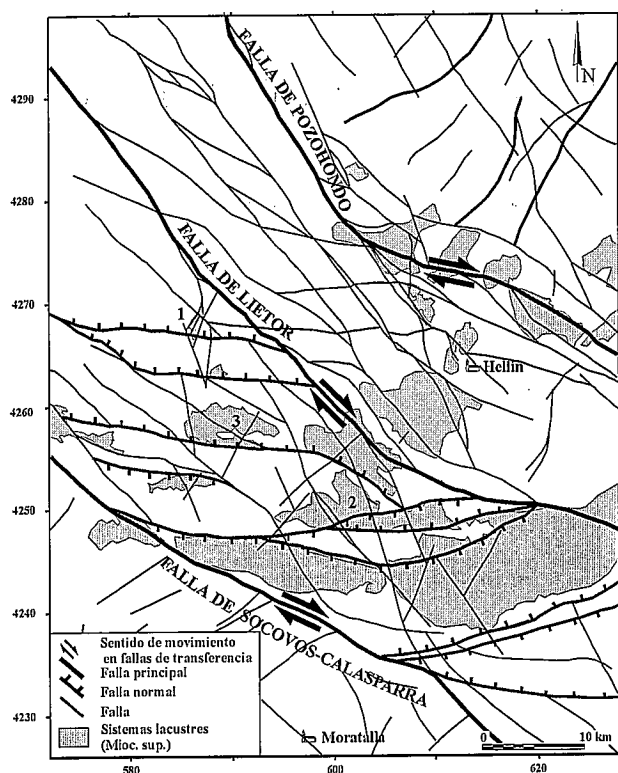 N
4290
4280
4270
4260
4250
4240
4230
FALLA DE POZOHONDO
FALLA DE LIETOR
1
Hellín
3
2
FALLA DE SOCOVOS-CALASPARRA
Sentido de movimiento
en fallas de transferencia
Falla principal
Falla normal
Falla
Sistemas lacustres
(Mioc. sup.)
Moratalla
0 10 km
580 600 620